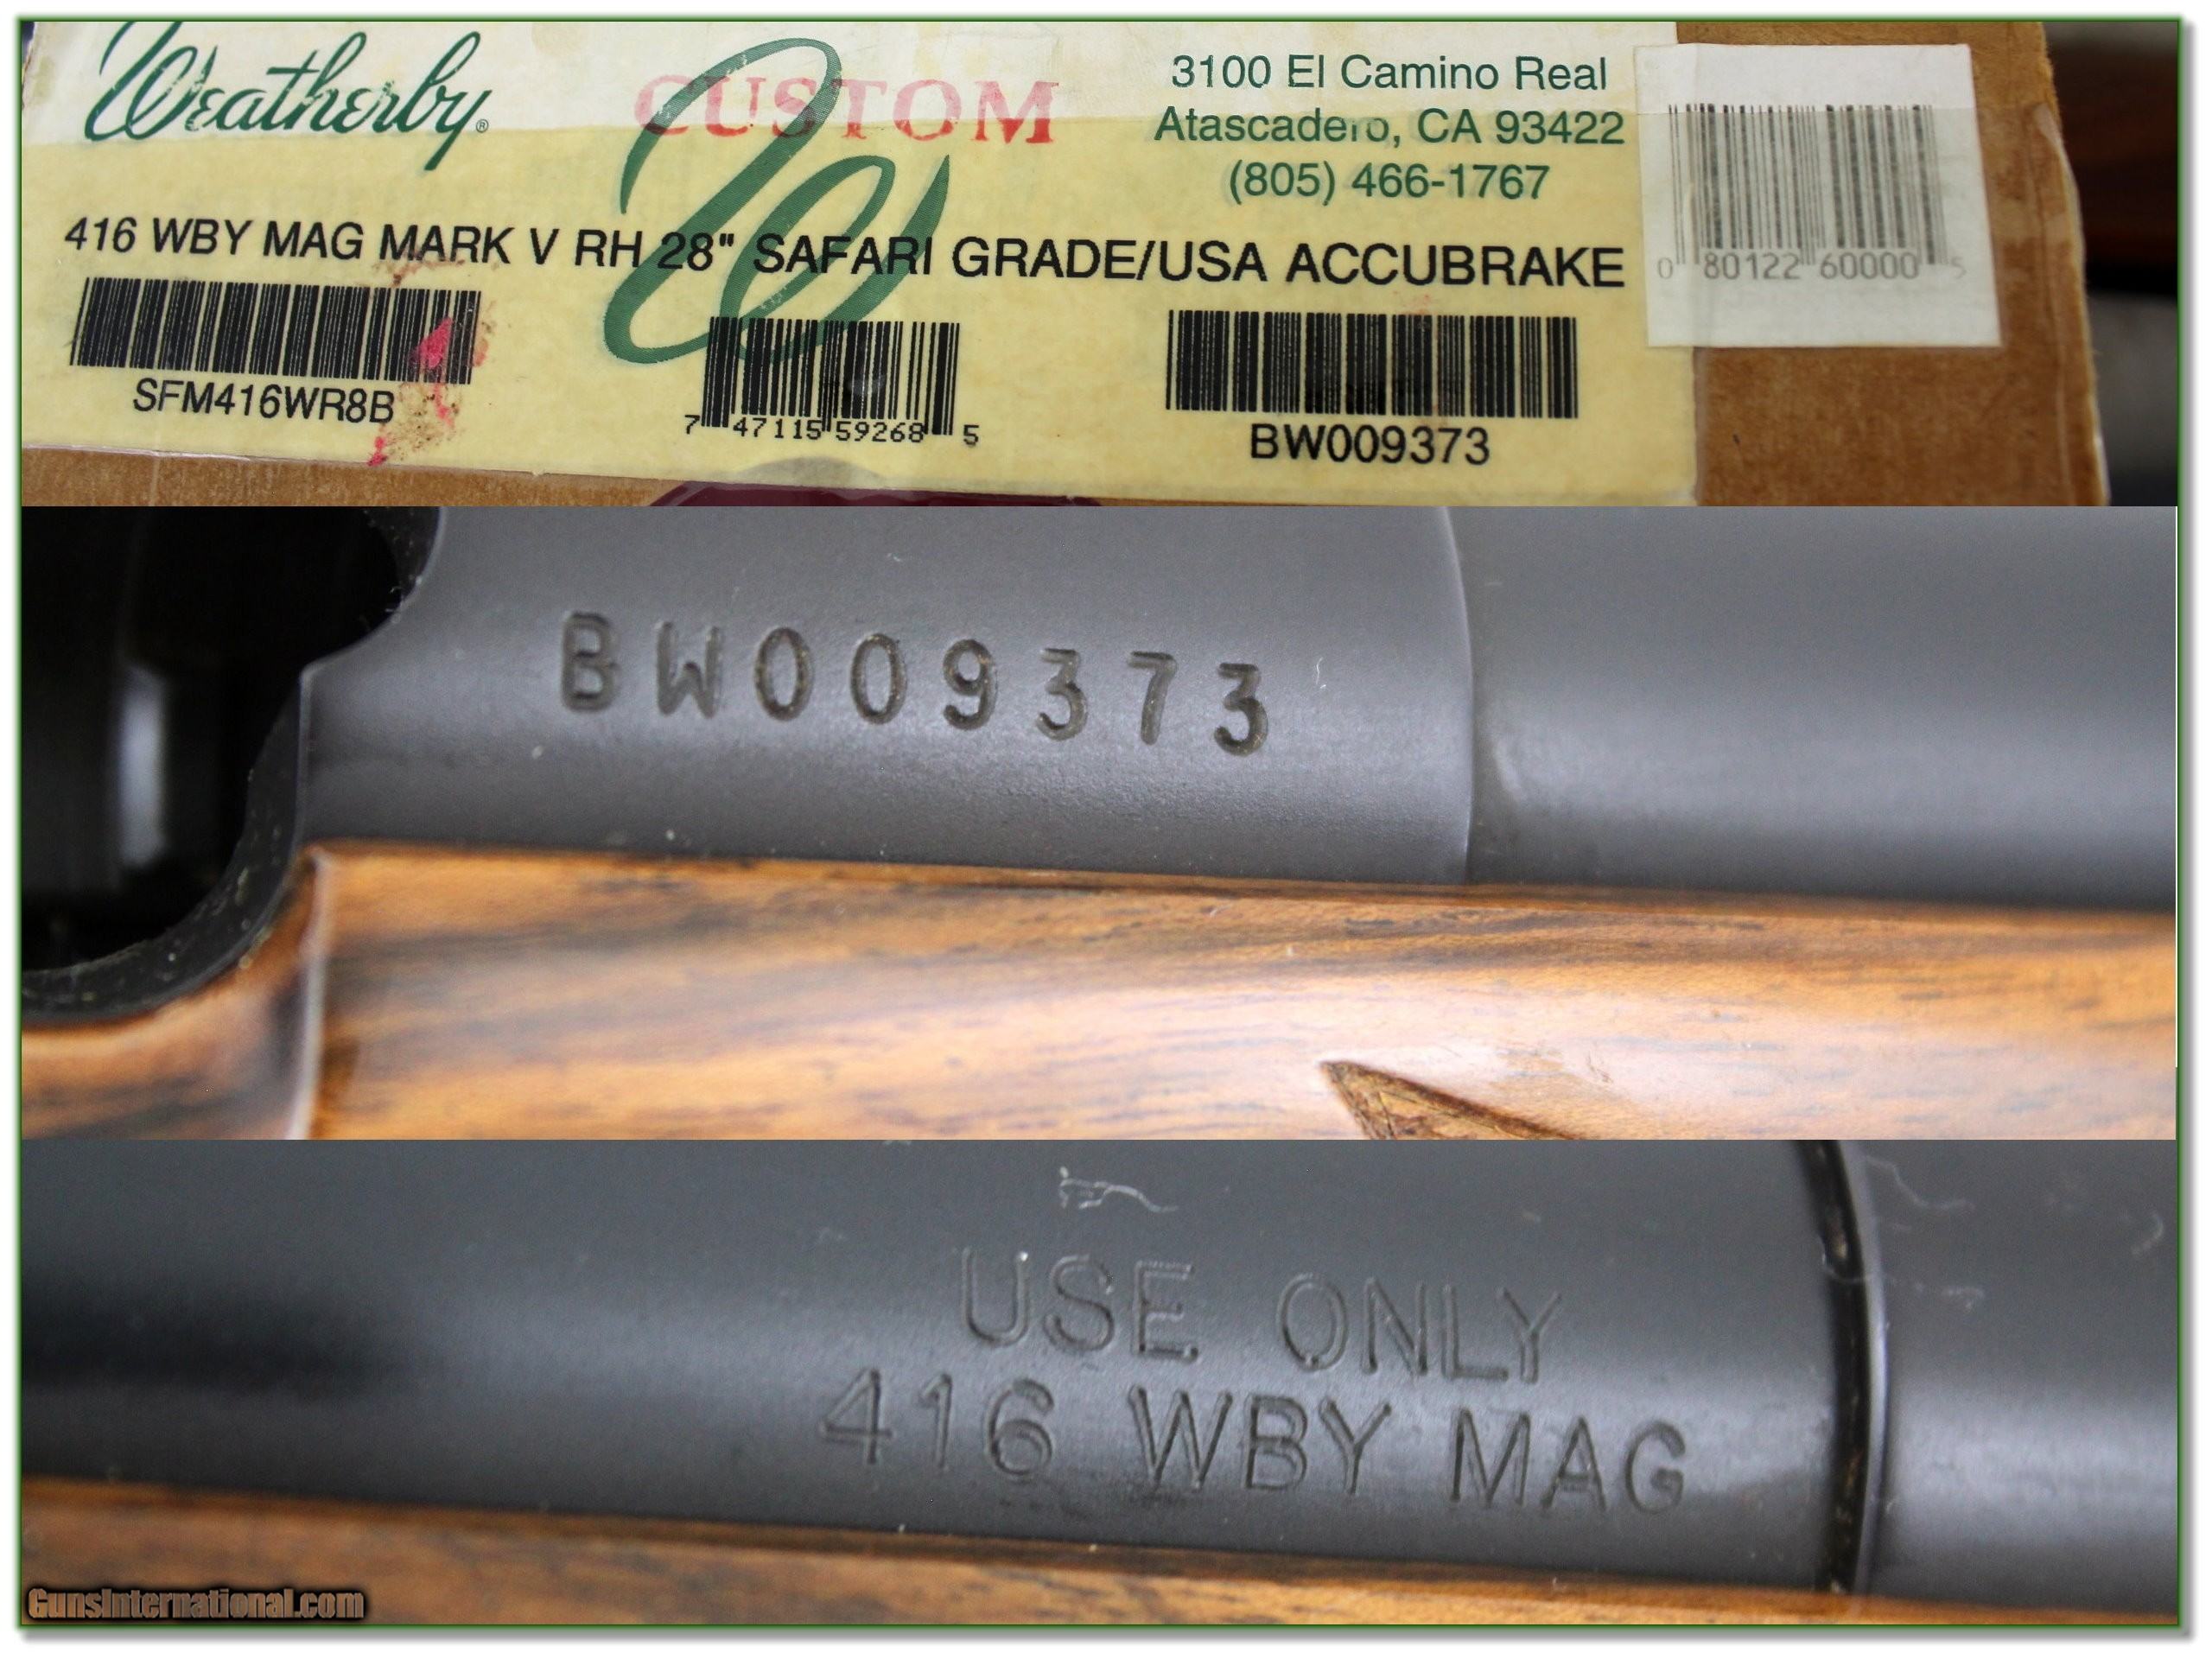 Weatherby®
CUSTOM
3100 El Camino Real
Atascadero, CA 93422
(805) 466-1767
416 WBY MAG MARK V RH 28" SAFARI GRADE/USA ACCUBRAKE
0 80122 60000 5
SFM416WR8B
7 47115 59268 5
BW009373
BW009373
USE ONLY
416 WBY MAG
GunsInternational.com